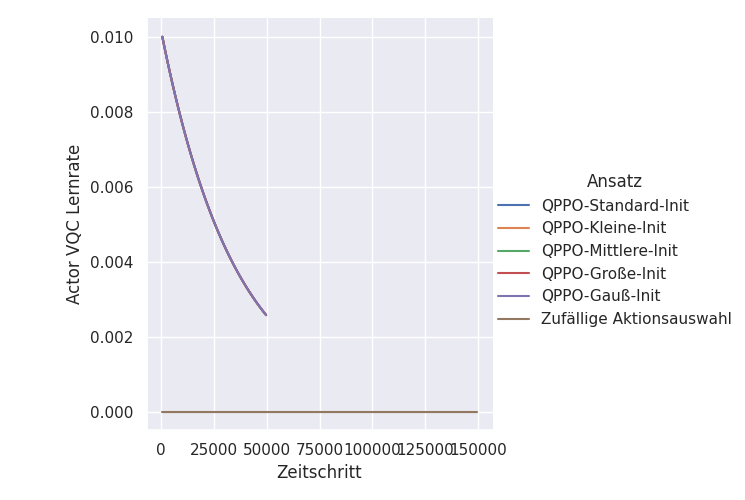 0.010
0.008
0.006
0.004
0.002
0.000
Actor VQC Lernrate
0 25000 50000 75000 100000 125000 150000
Zeitschritt
Ansatz
QPPO-Standard-Init
QPPO-Kleine-Init
QPPO-Mittlere-Init
QPPO-Große-Init
QPPO-Gauß-Init
Zufällige Aktionsauswahl